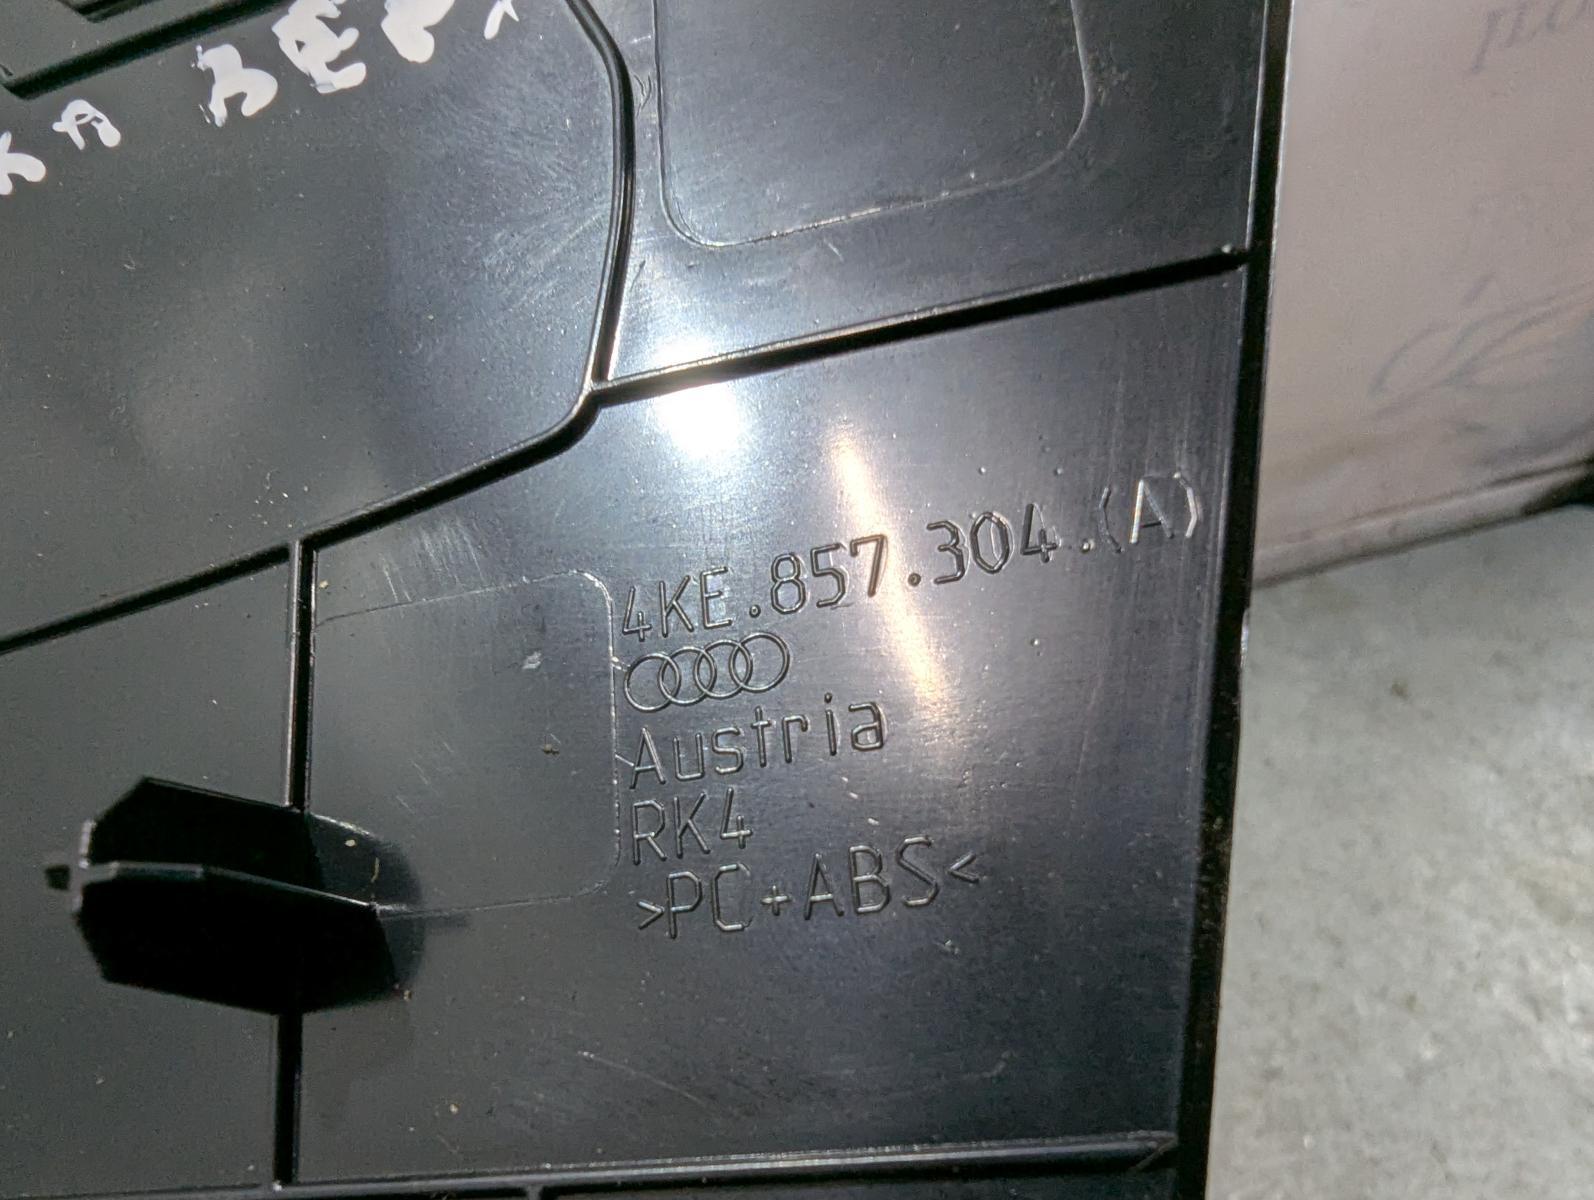 4KE.857.304.(A)
Austria
RK4
>PC+ABS<